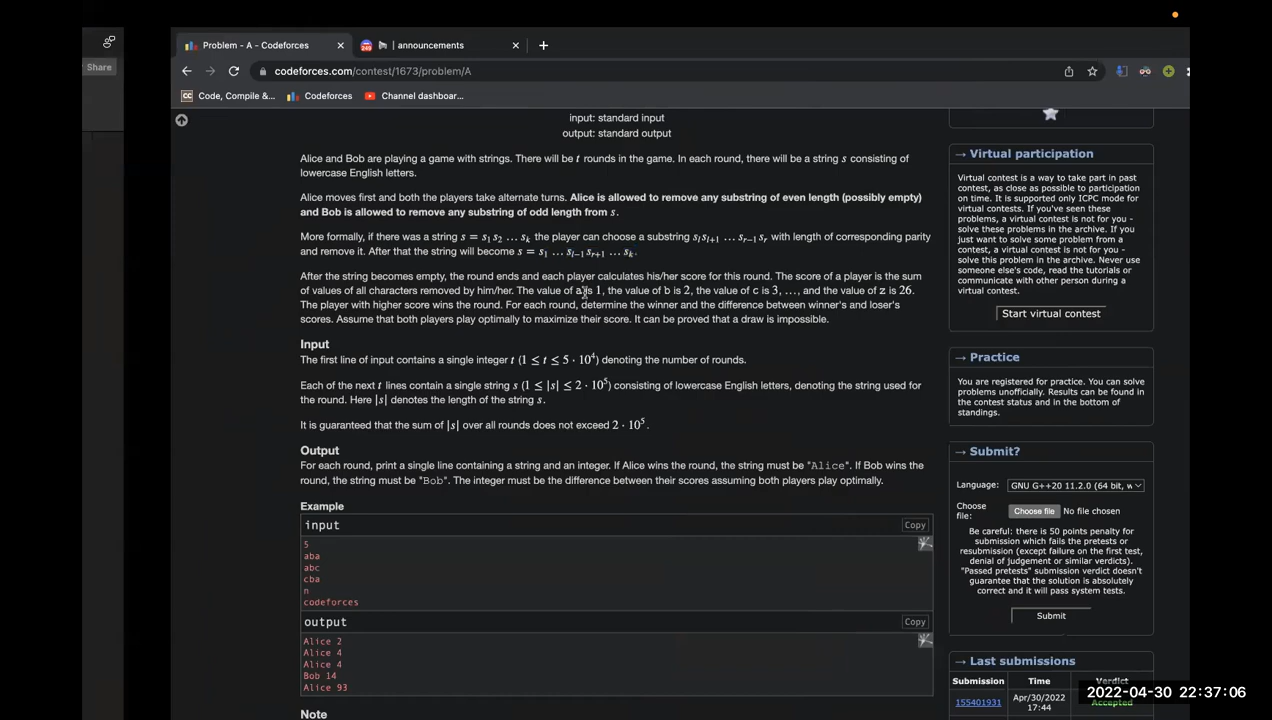 Share
Problem - A - Codeforces
249
announcements
codeforces.com/contest/1673/problem/A
CC Code, Compile &... Codeforces Channel dashboar...
input: standard input
output: standard output
Alice and Bob are playing a game with strings. There will be t rounds in the game. In each round, there will be a string s consisting of
lowercase English letters.
Alice moves first and both the players take alternate turns. Alice is allowed to remove any substring of even length (possibly empty)
and Bob is allowed to remove any substring of odd length from s.
More formally, if there was a string s = s₁s₂ … sₖ the player can choose a substring sₗsₗ₊₁ … sᵣ₋₁sᵣ with length of corresponding parity
and remove it. After that the string will become s = s₁ … sₗ₋₁sᵣ₊₁ … sₖ.
After the string becomes empty, the round ends and each player calculates his/her score for this round. The score of a player is the sum
of values of all characters removed by him/her. The value of a is 1, the value of b is 2, the value of c is 3, …, and the value of z is 26.
The player with higher score wins the round. For each round, determine the winner and the difference between winner's and loser's
scores. Assume that both players play optimally to maximize their score. It can be proved that a draw is impossible.
Input
The first line of input contains a single integer t (1 ≤ t ≤ 5 · 10⁴) denoting the number of rounds.
Each of the next t lines contain a single string s (1 ≤ |s| ≤ 2 · 10⁵) consisting of lowercase English letters, denoting the string used for
the round. Here |s| denotes the length of the string s.
It is guaranteed that the sum of |s| over all rounds does not exceed 2 · 10⁵.
Output
For each round, print a single line containing a string and an integer. If Alice wins the round, the string must be "Alice". If Bob wins the
round, the string must be "Bob". The integer must be the difference between their scores assuming both players play optimally.
Example
input Copy
5
aba
abc
cba
n
codeforces
output Copy
Alice 2
Alice 4
Alice 4
Bob 14
Alice 93
Note
→ Virtual participation
Virtual contest is a way to take part in past
contest, as close as possible to participation
on time. It is supported only ICPC mode for
virtual contests. If you've seen these
problems, a virtual contest is not for you -
solve these problems in the archive. If you
just want to solve some problem from a
contest, a virtual contest is not for you -
solve this problem in the archive. Never
use someone else's code, read the tutorials or
communicate with other person during a
virtual contest.
Start virtual contest
→ Practice
You are registered for practice. You can solve
problems unofficially. Results can be found in
the contest status and in the bottom of
standings.
→ Submit?
Language: GNU G++20 11.2.0 (64 bit, w
Choose
file:
Choose file No file chosen
Be careful: there is 50 points penalty for
submission which fails the pretests or
resubmission (except failure on the first test,
denial of judgement or similar verdicts).
"Passed pretests" submission verdict doesn't
guarantee that the solution is absolutely
correct and it will pass system tests.
Submit
→ Last submissions
Submission Time Verdict
155401931 Apr/30/2022
17:44
Accepted
2022-04-30 22:37:06